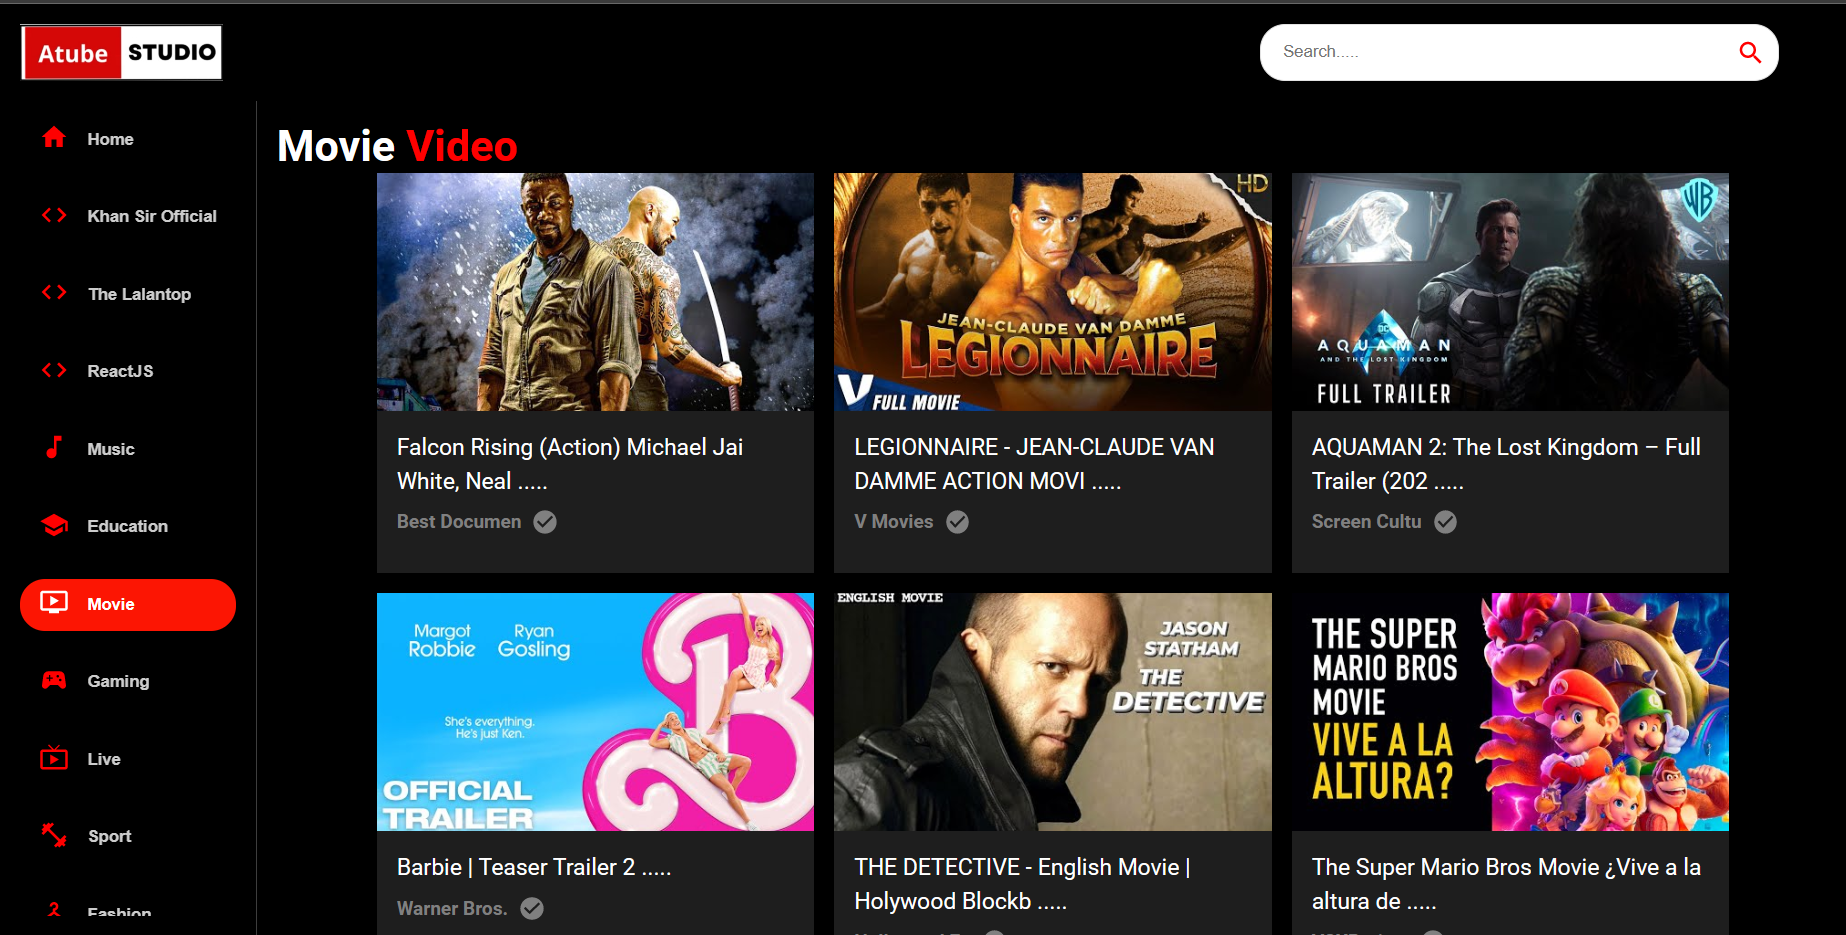 Atube STUDIO
Search.....
Home
Khan Sir Official
The Lalantop
ReactJS
Music
Education
Movie
Gaming
Live
Sport
Fashion
Movie Video
HD
JEAN-CLAUDE VAN DAMME
LEGIONNAIRE
V FULL MOVIE
WB
DC
AQUAMAN
AND THE LOST KINGDOM
FULL TRAILER
Falcon Rising (Action) Michael Jai
White, Neal .....
Best Documen
LEGIONNAIRE - JEAN-CLAUDE VAN
DAMME ACTION MOVI .....
V Movies
AQUAMAN 2: The Lost Kingdom – Full
Trailer (202 .....
Screen Cultu
Margot
Robbie
Ryan
Gosling
B
She's everything.
He's just Ken.
OFFICIAL
TRAILER
ENGLISH MOVIE
JASON
STATHAM
THE
DETECTIVE
THE SUPER
MARIO BROS
MOVIE
VIVE A LA
ALTURA?
Barbie | Teaser Trailer 2 .....
Warner Bros.
THE DETECTIVE - English Movie |
Holywood Blockb .....
The Super Mario Bros Movie ¿Vive a la
altura de .....